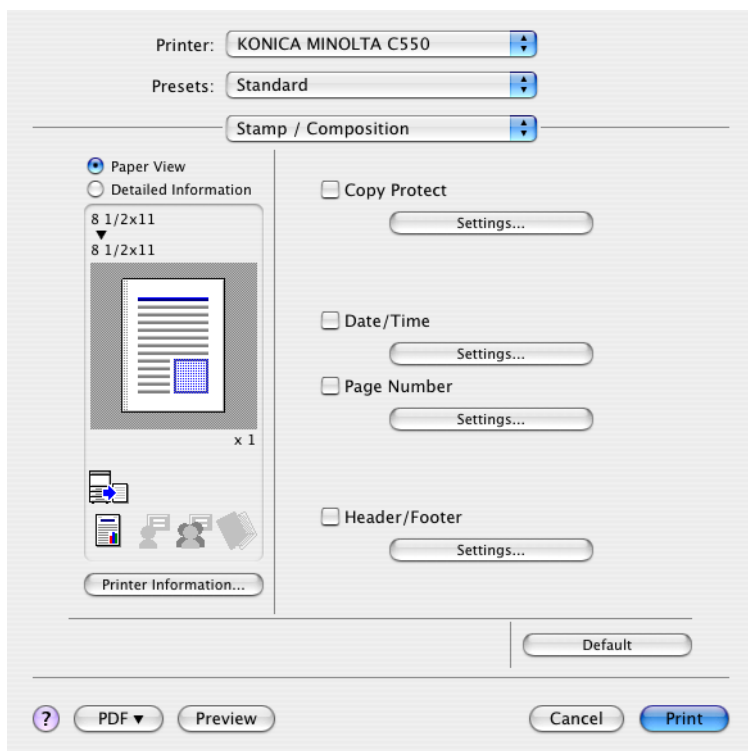 Printer: KONICA MINOLTA C550
Presets: Standard
Stamp / Composition
Paper View
Detailed Information
8 1/2x11
8 1/2x11
x 1
Printer Information...
Copy Protect
Settings...
Date/Time
Settings...
Page Number
Settings...
Header/Footer
Settings...
Default
? PDF▼ Preview Cancel Print